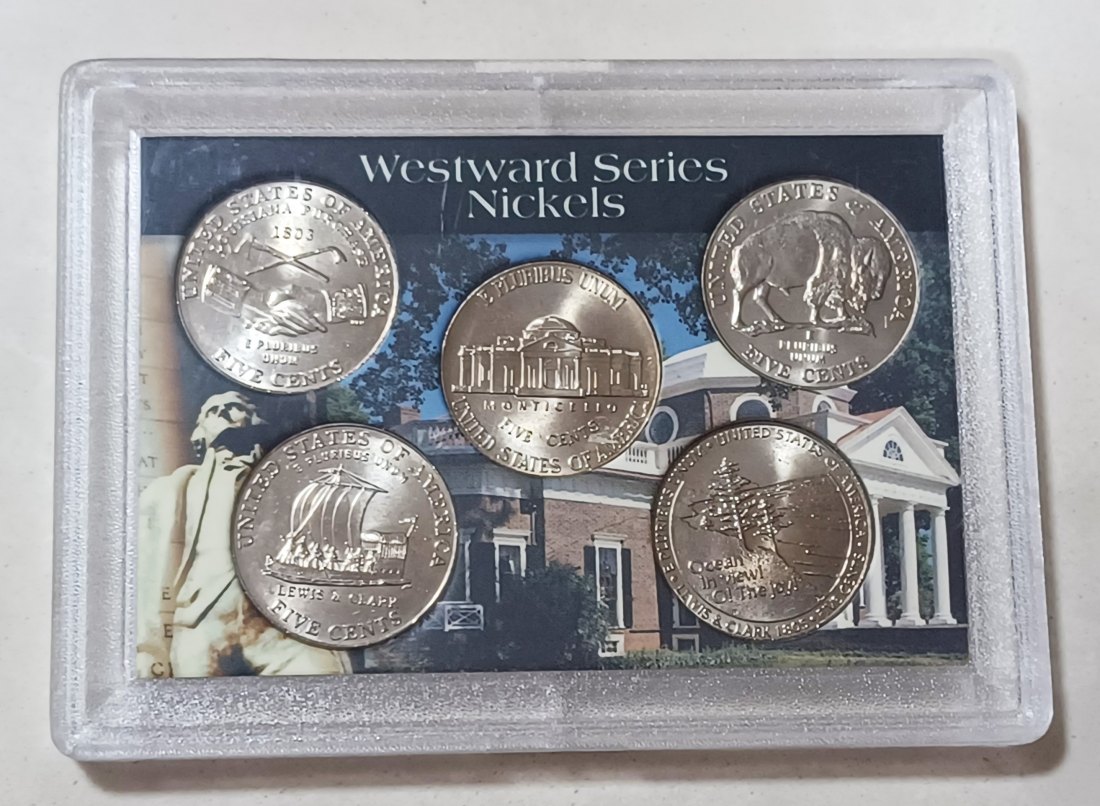 Westward Series
Nickels
UNITED STATES OF AMERICA
LOUISIANA PURCHASE
1803
E PLURIBUS
UNUM
FIVE CENTS
E PLURIBUS UNUM
MONTICELLO
FIVE CENTS
UNITED STATES OF AMERICA
UNITED STATES OF AMERICA
E
PLURIBUS
UNUM
FIVE CENTS
UNITED STATES OF AMERICA
E PLURIBUS UNUM
LEWIS & CLARK
FIVE CENTS
UNITED STATES OF AMERICA
Ocean
in view!
O! The Joy!
LEWIS & CLARK 1805